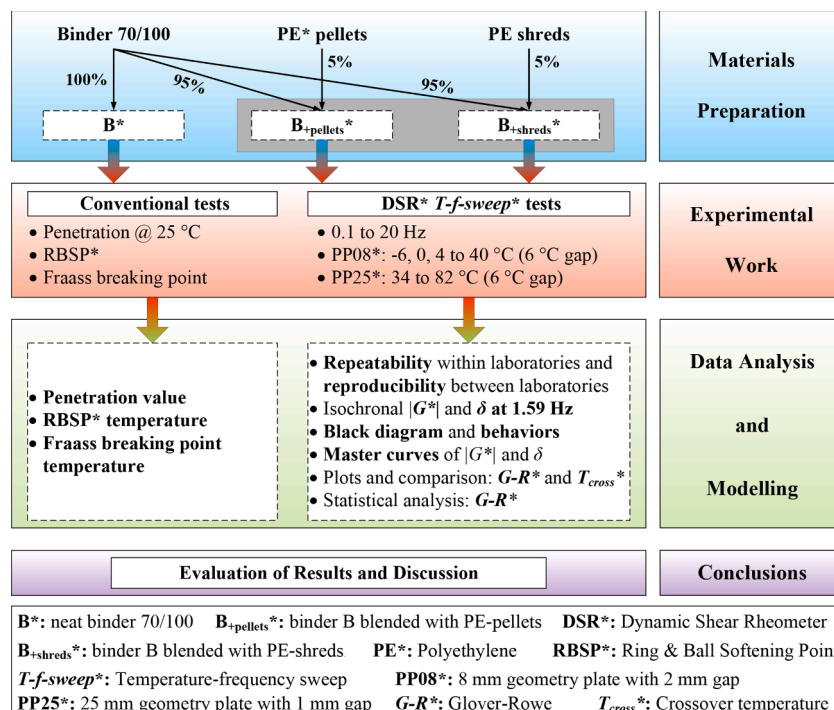 Binder 70/100 PE* pellets PE shreds
100% 95% 5% 95% 5%
B* B+pellets* B+shreds*
Materials
Preparation
Conventional tests
• Penetration @ 25 °C
• RBSP*
• Fraass breaking point
DSR* T-f-sweep* tests
• 0.1 to 20 Hz
• PP08*: -6, 0, 4 to 40 °C (6 °C gap)
• PP25*: 34 to 82 °C (6 °C gap)
Experimental
Work
• Penetration value
• RBSP* temperature
• Fraass breaking point
temperature
• Repeatability within laboratories and
reproducibility between laboratories
• Isochronal |G*| and δ at 1.59 Hz
• Black diagram and behaviors
• Master curves of |G*| and δ
• Plots and comparison: G-R* and Tcross*
• Statistical analysis: G-R*
Data Analysis
and
Modelling
Evaluation of Results and Discussion
Conclusions
B*: neat binder 70/100 B+pellets*: binder B blended with PE-pellets DSR*: Dynamic Shear Rheometer
B+shreds*: binder B blended with PE-shreds PE*: Polyethylene RBSP*: Ring & Ball Softening Poin
T-f-sweep*: Temperature-frequency sweep PP08*: 8 mm geometry plate with 2 mm gap
PP25*: 25 mm geometry plate with 1 mm gap G-R*: Glover-Rowe Tcross*: Crossover temperature